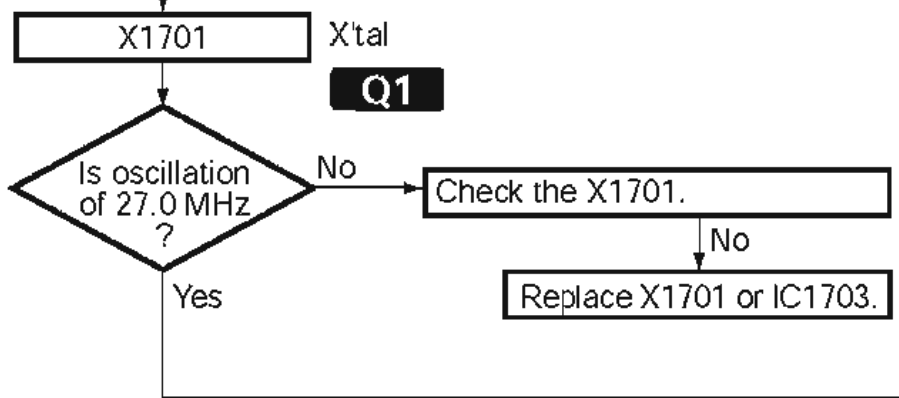 X1701
X'tal
Q1
Is oscillation
of 27.0 MHz
?
No
Check the X1701.
No
Replace X1701 or IC1703.
Yes